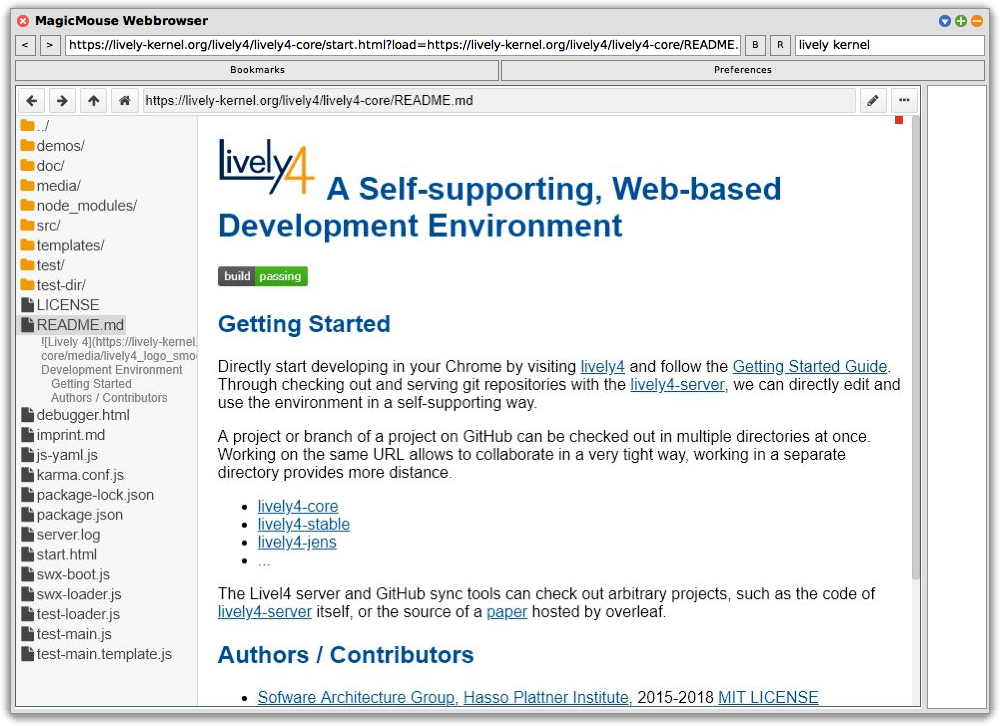 MagicMouse Webbrowser
< > https://lively-kernel.org/lively4/lively4-core/start.html?load=https://lively-kernel.org/lively4/lively4-core/README. B R lively kernel
Bookmarks Preferences
https://lively-kernel.org/lively4/lively4-core/README.md
../
demos/
doc/
media/
node_modules/
src/
templates/
test/
test-dir/
LICENSE
README.md
![Lively 4](https://lively-kernel.
core/media/lively4_logo_smo
Development Environment
Getting Started
Authors / Contributors
debugger.html
imprint.md
js-yaml.js
karma.conf.js
package-lock.json
package.json
server.log
start.html
swx-boot.js
swx-loader.js
test-loader.js
test-main.js
test-main.template.js
lively4 A Self-supporting, Web-based
Development Environment
build passing
Getting Started
Directly start developing in your Chrome by visiting lively4 and follow the Getting Started Guide.
Through checking out and serving git repositories with the lively4-server, we can directly edit and
use the environment in a self-supporting way.
A project or branch of a project on GitHub can be checked out in multiple directories at once.
Working on the same URL allows to collaborate in a very tight way, working in a separate
directory provides more distance.
• lively4-core
• lively4-stable
• lively4-jens
• ...
The Livel4 server and GitHub sync tools can check out arbitrary projects, such as the code of
lively4-server itself, or the source of a paper hosted by overleaf.
Authors / Contributors
• Sofware Architecture Group, Hasso Plattner Institute, 2015-2018 MIT LICENSE